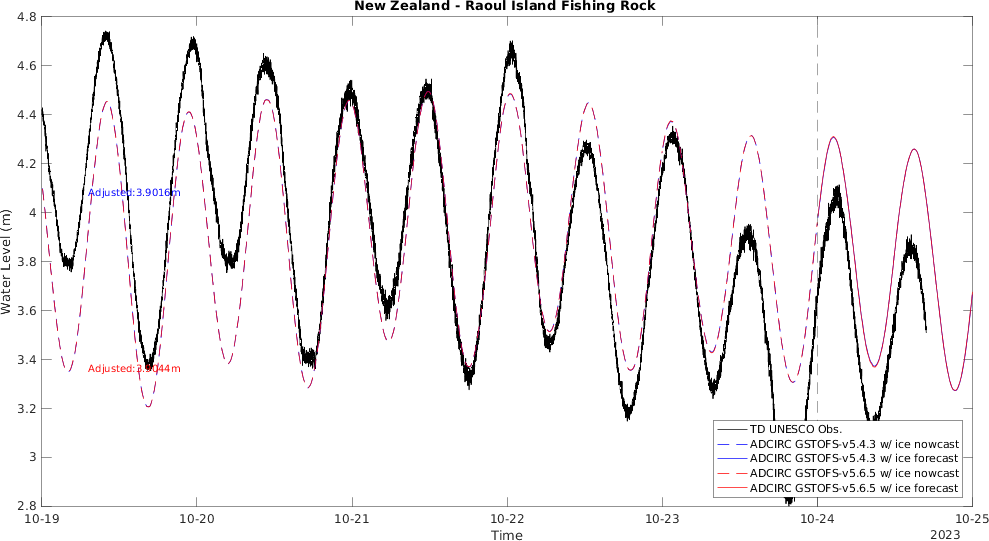 New Zealand - Raoul Island Fishing Rock
Water Level (m)
4.8
4.6
4.4
4.2
4
3.8
3.6
3.4
3.2
3
2.8
Adjusted:3.9016m
TD UNESCO Obs.
ADCIRC GSTOFS-v5.4.3 w/ ice nowcast
ADCIRC GSTOFS-v5.4.3 w/ ice forecast
ADCIRC GSTOFS-v5.6.5 w/ ice nowcast
ADCIRC GSTOFS-v5.6.5 w/ ice forecast
10-19
10-20
10-21
10-22
10-23
10-24
10-25
Time
2023